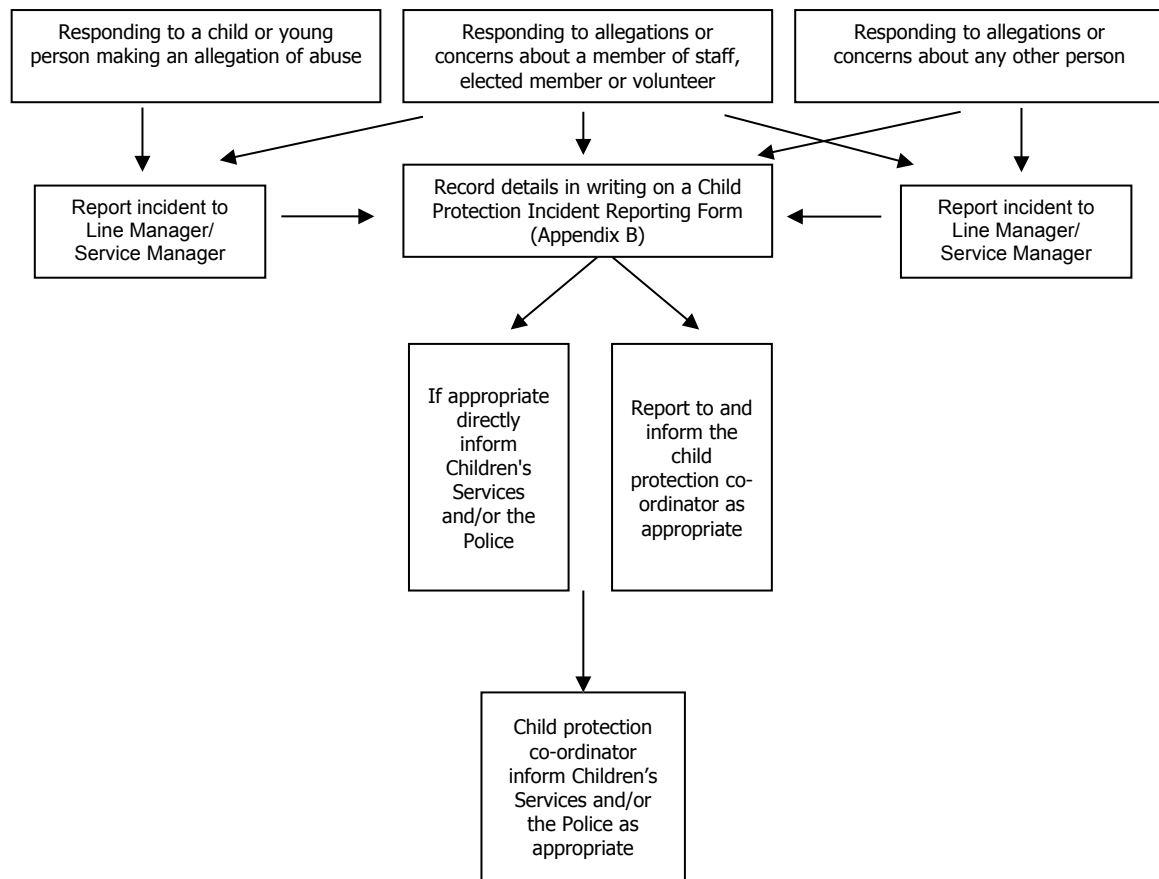 Responding to a child or young
person making an allegation of abuse
Responding to allegations or
concerns about a member of staff,
elected member or volunteer
Responding to allegations or
concerns about any other person
Report incident to
Line Manager/
Service Manager
Record details in writing on a Child
Protection Incident Reporting Form
(Appendix B)
Report incident to
Line Manager/
Service Manager
If appropriate
directly
inform
Children's
Services
and/or the
Police
Report to and
inform the
child
protection co-
ordinator as
appropriate
Child protection
co-ordinator
inform Children’s
Services and/or
the Police as
appropriate